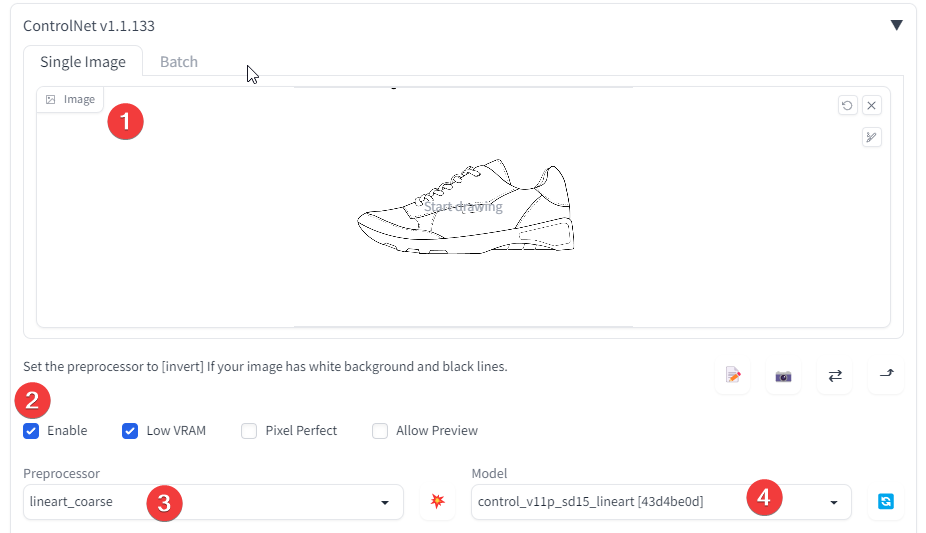 ControlNet v1.1.133
Single Image
Batch
Image
1
Start drawing
Set the preprocessor to [invert] If your image has white background and black lines.
2
Enable
Low VRAM
Pixel Perfect
Allow Preview
Preprocessor
Model
lineart_coarse
3
control_v11p_sd15_lineart [43d4be0d]
4